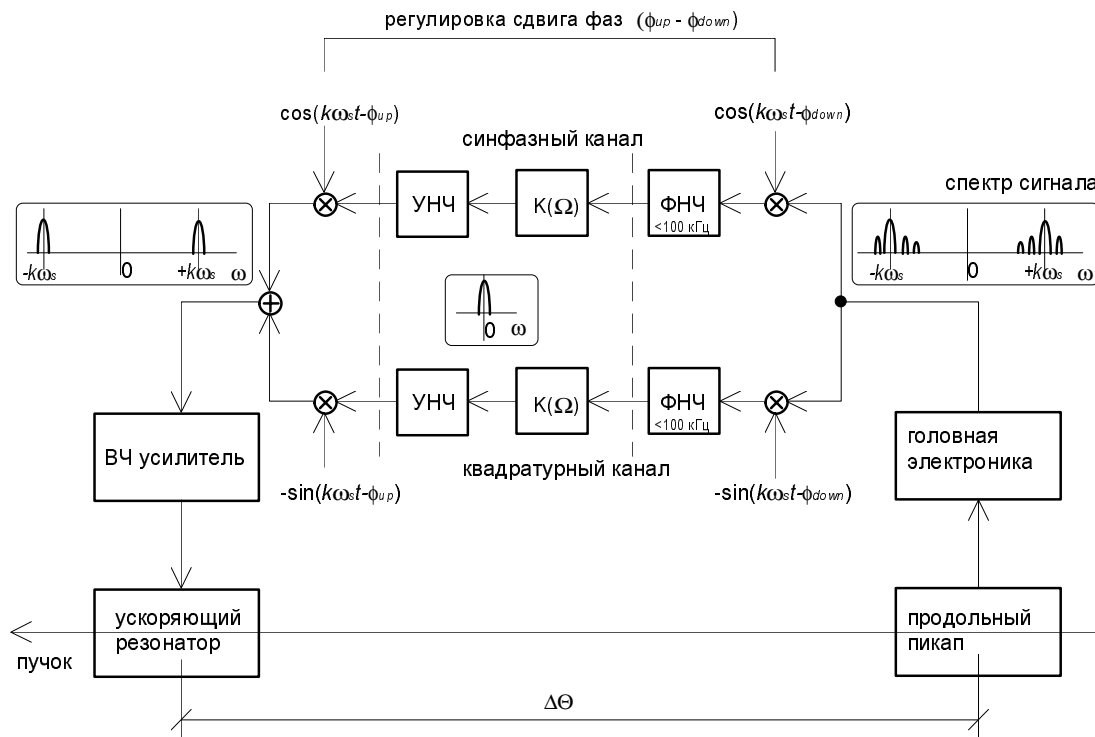 регулировка сдвига фаз (ϕup - ϕdown)
cos(kωst-ϕup)
cos(kωst-ϕdown)
синфазный канал
спектр сигнала
УНЧ
K(Ω)
ФНЧ
<100 кГц
-kωs
0
+kωs
ω
-kωs
0
+kωs
ω
0
ω
УНЧ
K(Ω)
ФНЧ
<100 кГц
ВЧ усилитель
головная
электроника
квадратурный канал
-sin(kωst-ϕup)
-sin(kωst-ϕdown)
ускоряющий
резонатор
продольный
пикап
пучок
ΔΘ